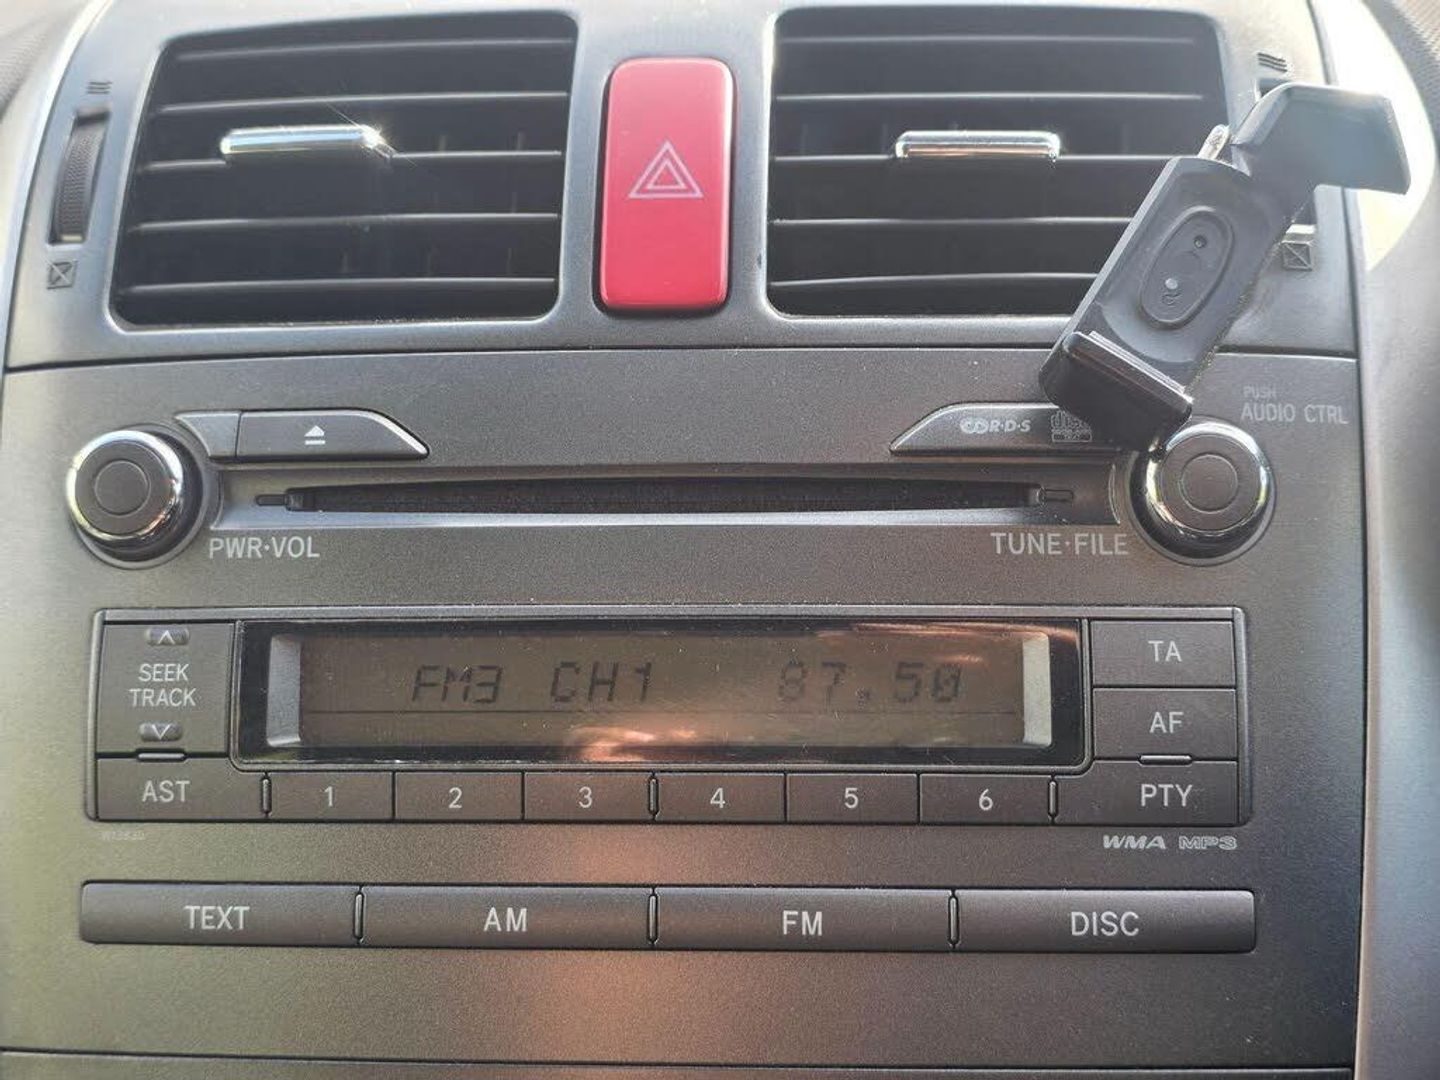 PUSH
AUDIO CTRL
R·D·S
PWR·VOL
TUNE·FILE
SEEK
TRACK
FM3 CH1 87.50
TA
AF
AST
1
2
3
4
5
6
PTY
WMA MP3
TEXT
AM
FM
DISC